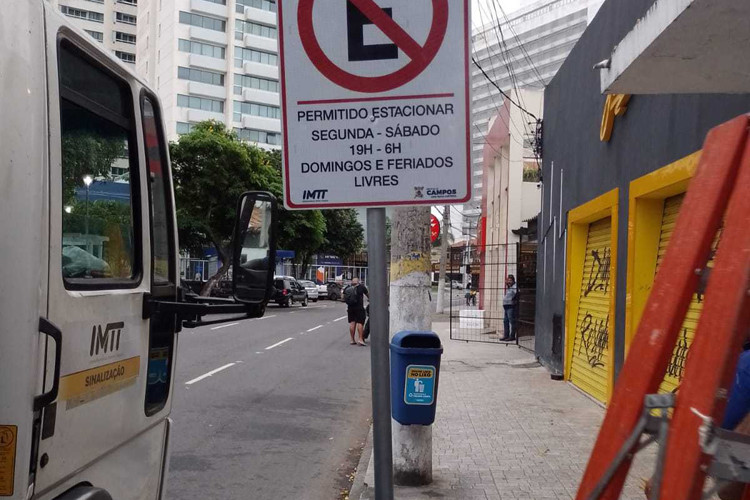 E
PERMITIDO ESTACIONAR
SEGUNDA - SÁBADO
19H - 6H
DOMINGOS E FERIADOS
LIVRES
IMTT
CAMPOS
IMTT
SINALIZAÇÃO